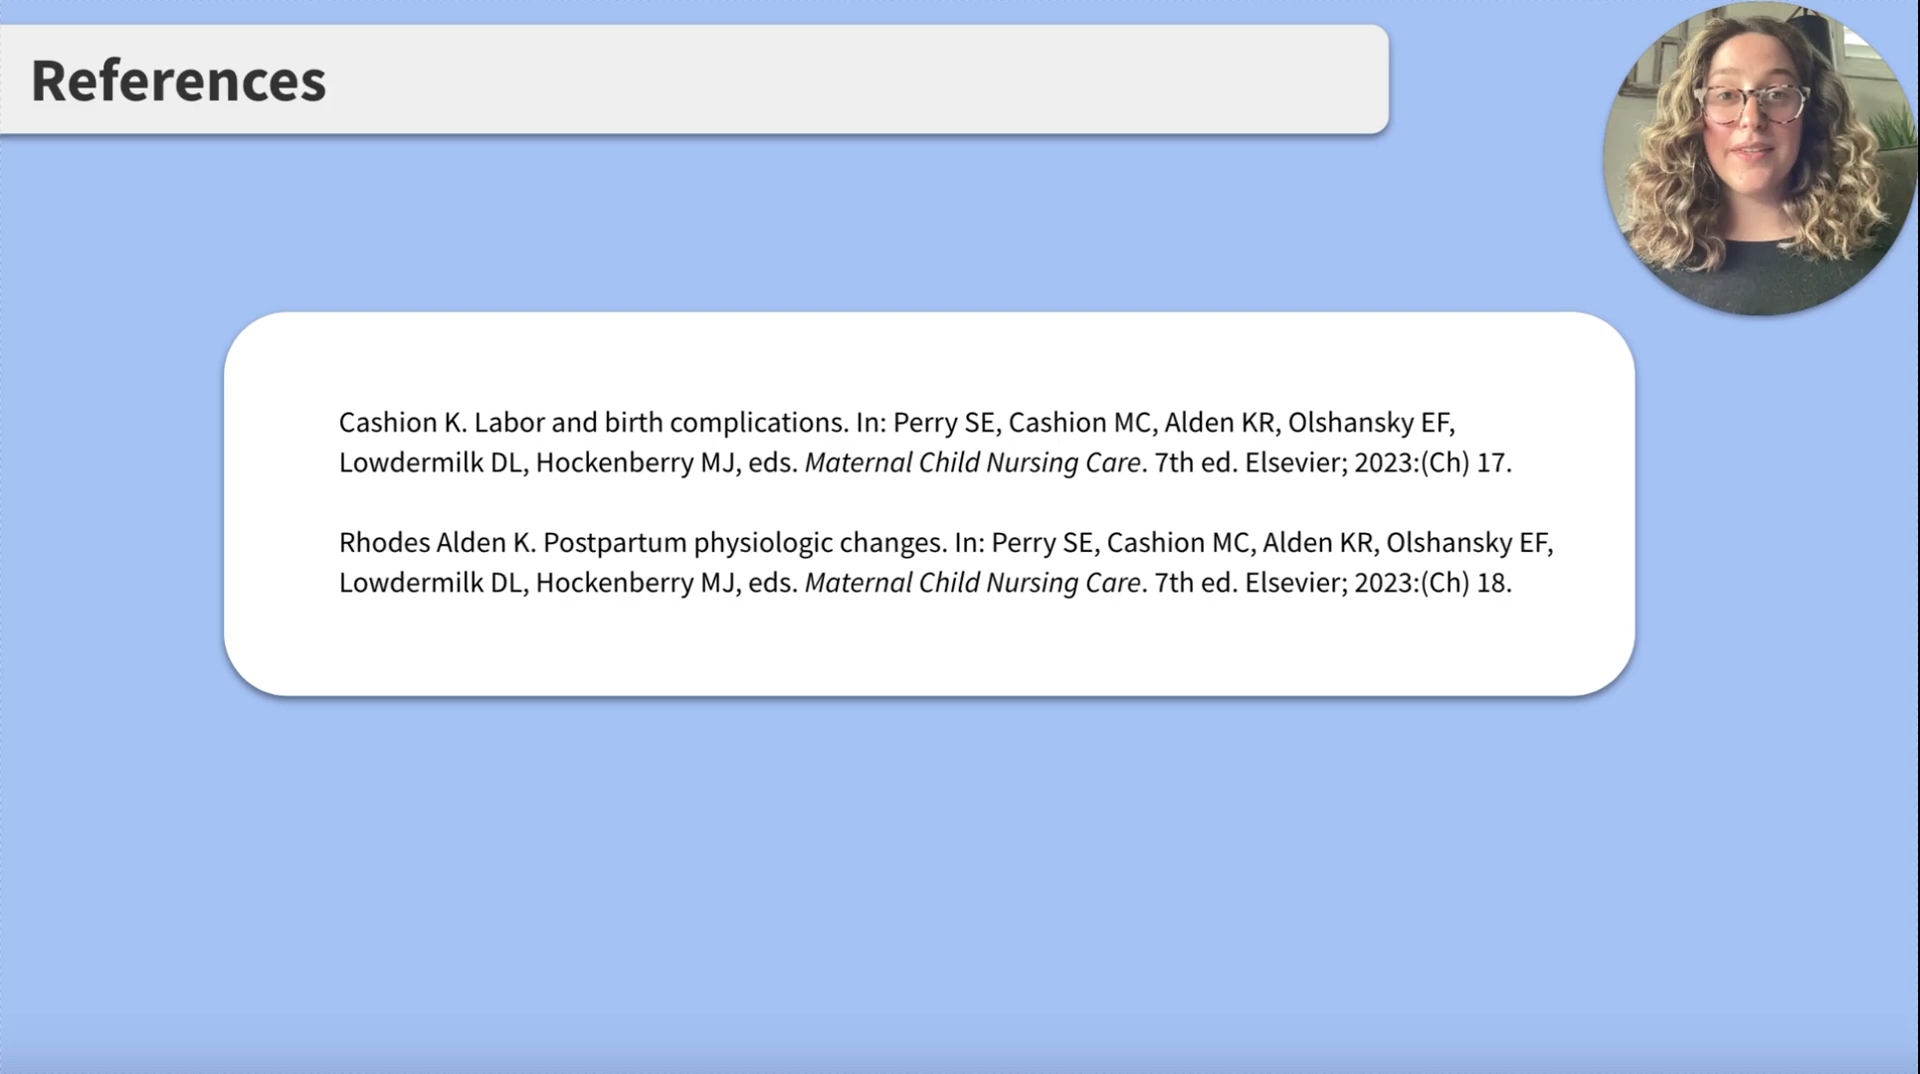 References
Cashion K. Labor and birth complications. In: Perry SE, Cashion MC, Alden KR, Olshansky EF,
Lowdermilk DL, Hockenberry MJ, eds. Maternal Child Nursing Care. 7th ed. Elsevier; 2023:(Ch) 17.
Rhodes Alden K. Postpartum physiologic changes. In: Perry SE, Cashion MC, Alden KR, Olshansky EF,
Lowdermilk DL, Hockenberry MJ, eds. Maternal Child Nursing Care. 7th ed. Elsevier; 2023:(Ch) 18.